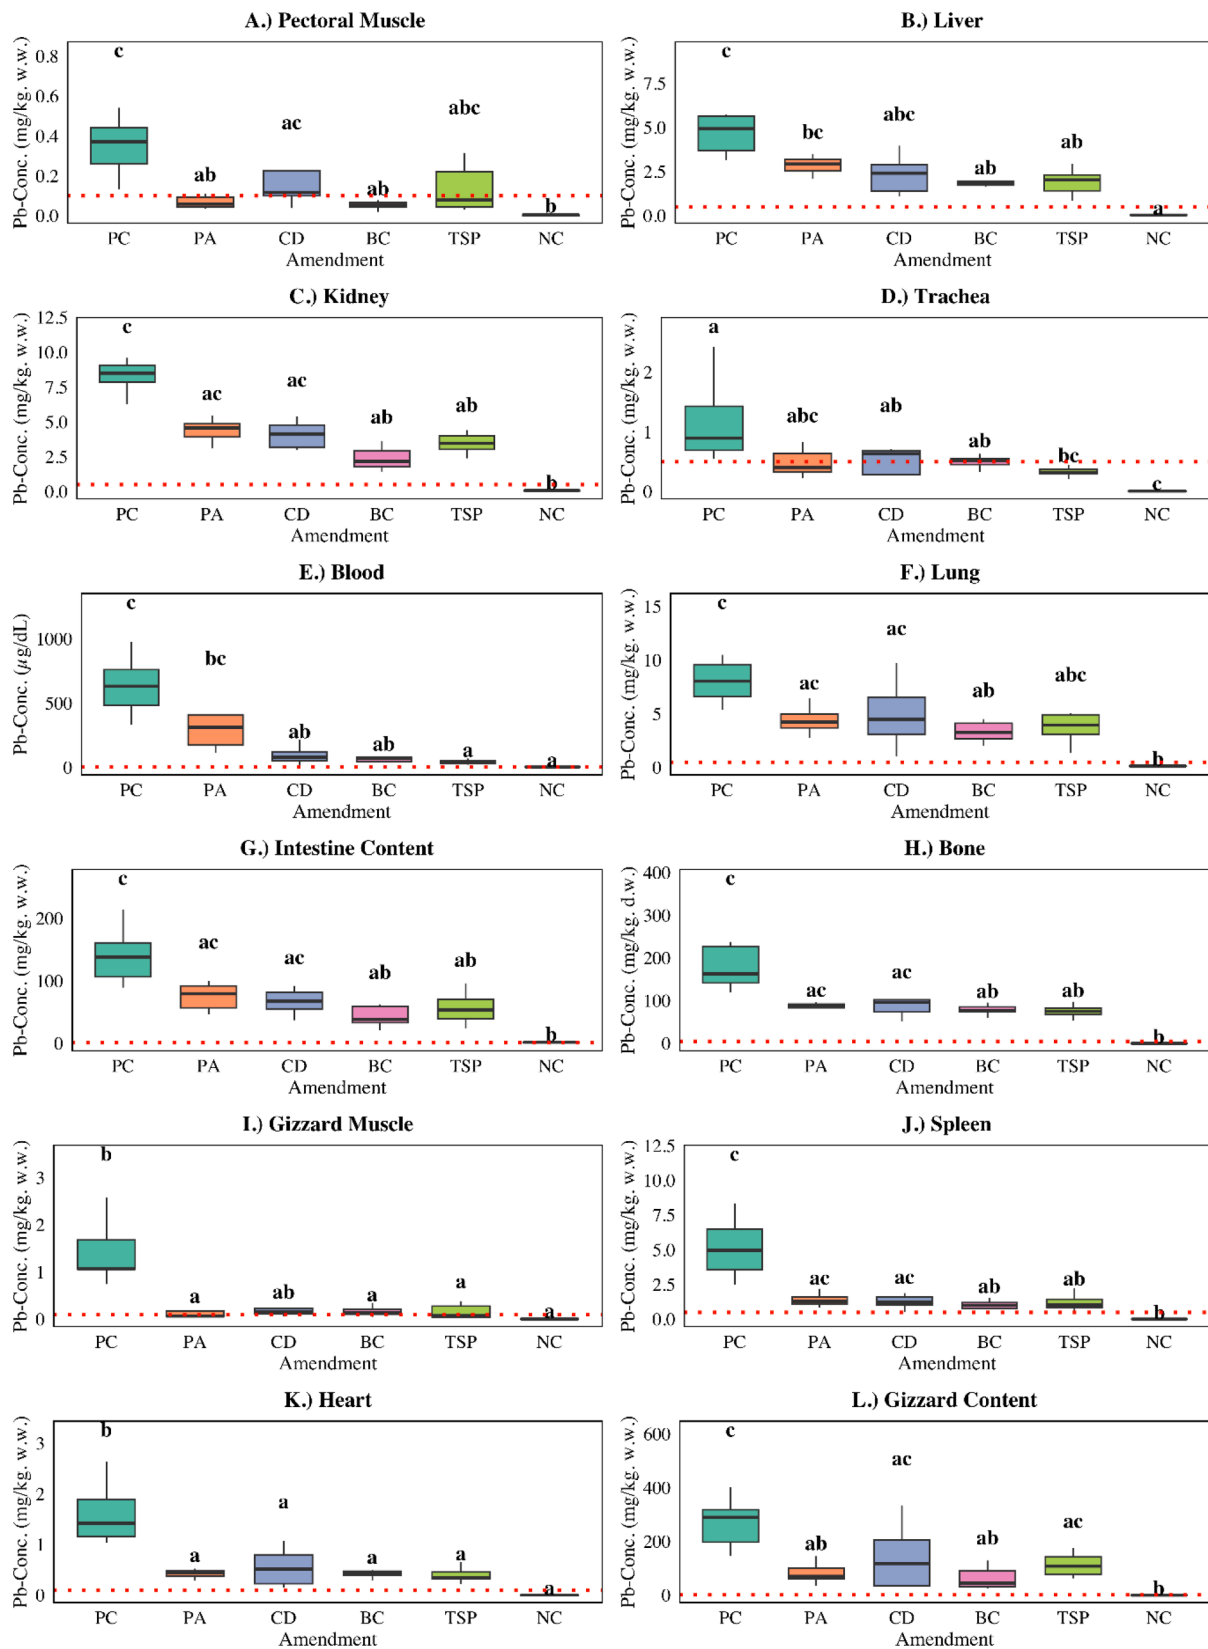 A.) Pectoral Muscle
Pb-Conc. (mg/kg. w.w.)
0.8
0.6
0.4
0.2
0.0
c
ab
ac
ab
abc
b
PC PA CD BC TSP NC
Amendment
B.) Liver
Pb-Conc. (mg/kg. w.w.)
7.5
5.0
2.5
0.0
c
bc
abc
ab
ab
a
PC PA CD BC TSP NC
Amendment
C.) Kidney
Pb-Conc. (mg/kg. w.w.)
12.5
10.0
7.5
5.0
2.5
0.0
c
ac
ac
ab
ab
b
PC PA CD BC TSP NC
Amendment
D.) Trachea
Pb-Conc. (mg/kg. w.w.)
2
1
0
a
abc
ab
ab
bc
c
PC PA CD BC TSP NC
Amendment
E.) Blood
Pb-Conc. (µg/dL)
1000
500
0
c
bc
ab
ab
a
a
PC PA CD BC TSP NC
Amendment
F.) Lung
Pb-Conc. (mg/kg. w.w.)
15
10
5
0
c
ac
ac
ab
abc
b
PC PA CD BC TSP NC
Amendment
G.) Intestine Content
Pb-Conc. (mg/kg. w.w.)
200
100
0
c
ac
ac
ab
ab
b
PC PA CD BC TSP NC
Amendment
H.) Bone
Pb-Conc. (mg/kg. d.w.)
400
300
200
100
0
c
ac
ac
ab
ab
b
PC PA CD BC TSP NC
Amendment
I.) Gizzard Muscle
Pb-Conc. (mg/kg. w.w.)
3
2
1
0
b
a
ab
a
a
a
PC PA CD BC TSP NC
Amendment
J.) Spleen
Pb-Conc. (mg/kg. w.w.)
12.5
10.0
7.5
5.0
2.5
0.0
c
ac
ac
ab
ab
b
PC PA CD BC TSP NC
Amendment
K.) Heart
Pb-Conc. (mg/kg. w.w.)
3
2
1
0
b
a
a
a
a
a
PC PA CD BC TSP NC
Amendment
L.) Gizzard Content
Pb-Conc. (mg/kg. w.w.)
600
400
200
0
c
ab
ac
ab
ac
b
PC PA CD BC TSP NC
Amendment